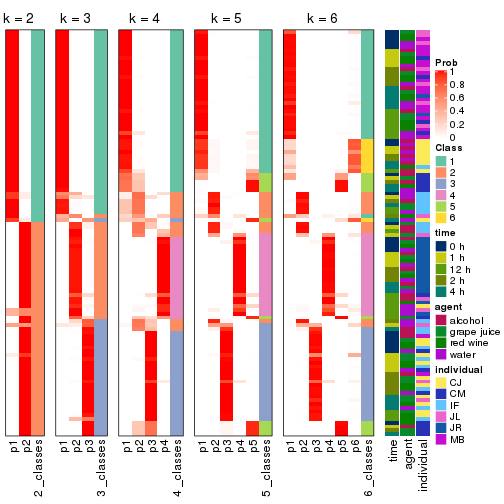 k = 2 k = 3 k = 4 k = 5 k = 6
p1 p2 2_classes p1 p2 p3 3_classes p1 p2 p3 p4 4_classes p1 p2 p3 p4 p5 5_classes p1 p2 p3 p4 p5 p6 6_classes time agent individual
Prob
1
0.8
0.6
0.4
0.2
0
Class
1
2
3
4
5
6
time
0 h
1 h
12 h
2 h
4 h
agent
alcohol
grape juice
red wine
water
individual
CJ
CM
IF
JL
JR
MB